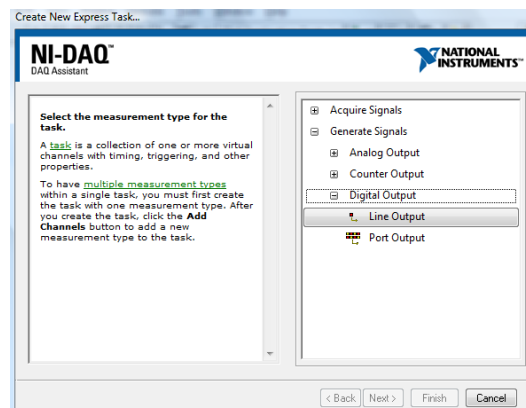 Create New Express Task...
NI-DAQ™
DAQ Assistant
NATIONAL
INSTRUMENTS™
Select the measurement type for the
task.
A task is a collection of one or more virtual
channels with timing, triggering, and other
properties.
To have multiple measurement types
within a single task, you must first create
the task with one measurement type. After
you create the task, click the Add
Channels button to add a new
measurement type to the task.
Acquire Signals
Generate Signals
Analog Output
Counter Output
Digital Output
Line Output
Port Output
< Back
Next >
Finish
Cancel